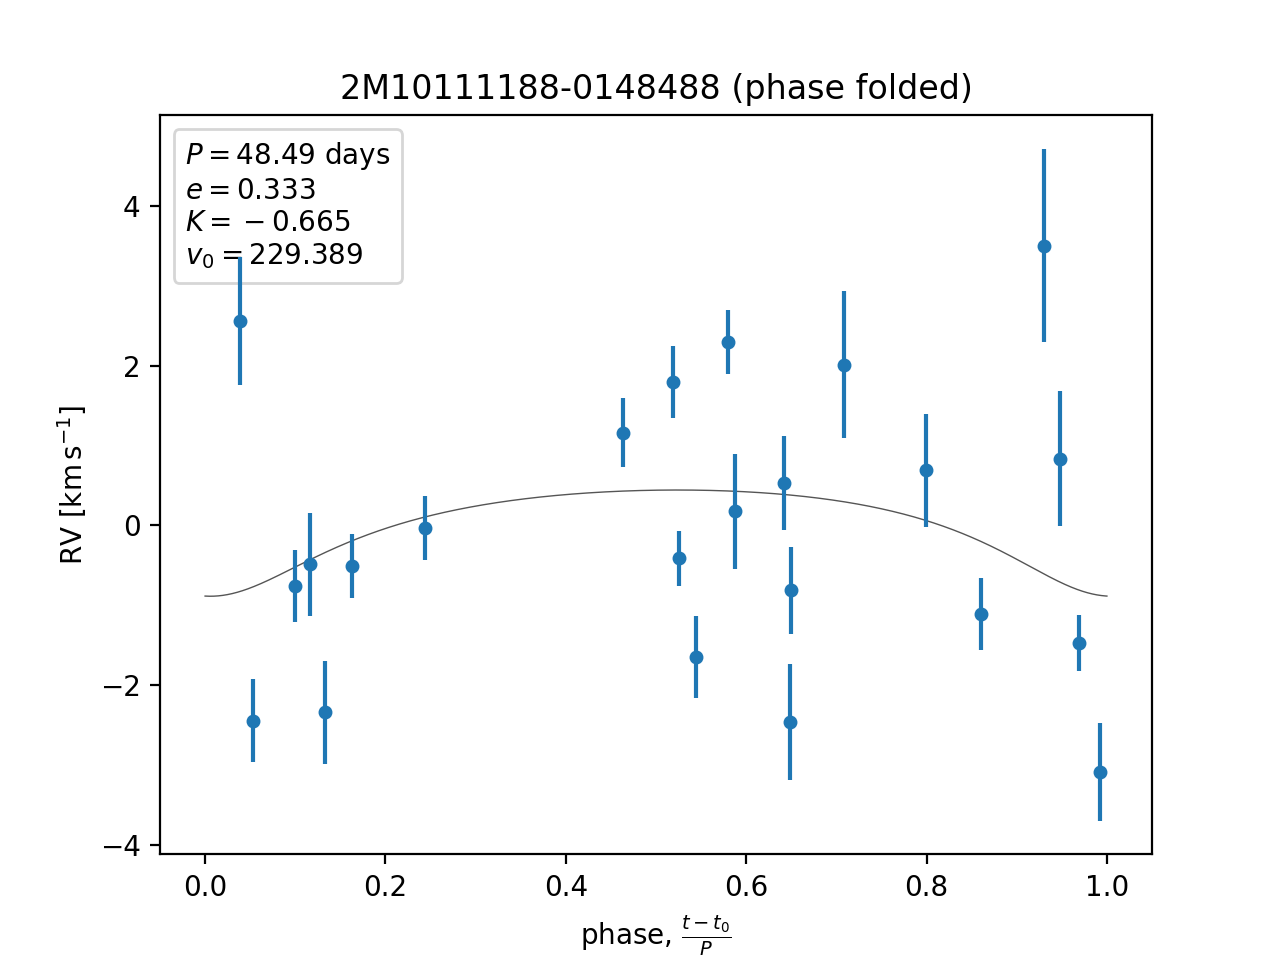 2M10111188-0148488 (phase folded)
P = 48.49 days
e = 0.333
K = −0.665
v₀ = 229.389
4
2
0
−2
−4
RV [km s⁻¹]
0.0 0.2 0.4 0.6 0.8 1.0
phase, (t − t₀)/P